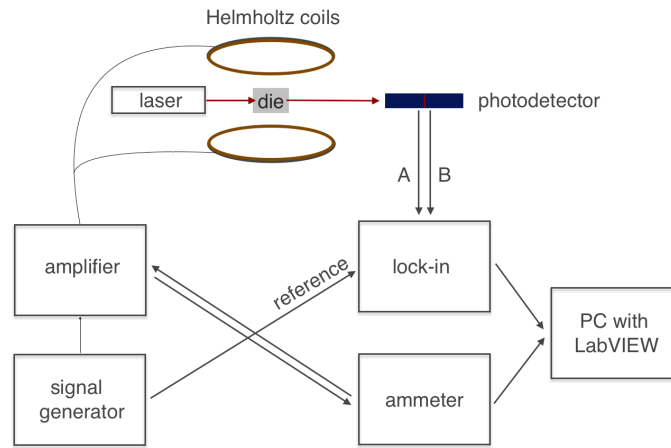 Helmholtz coils
laser
die
photodetector
A
B
amplifier
reference
lock-in
PC with
LabVIEW
signal
generator
ammeter